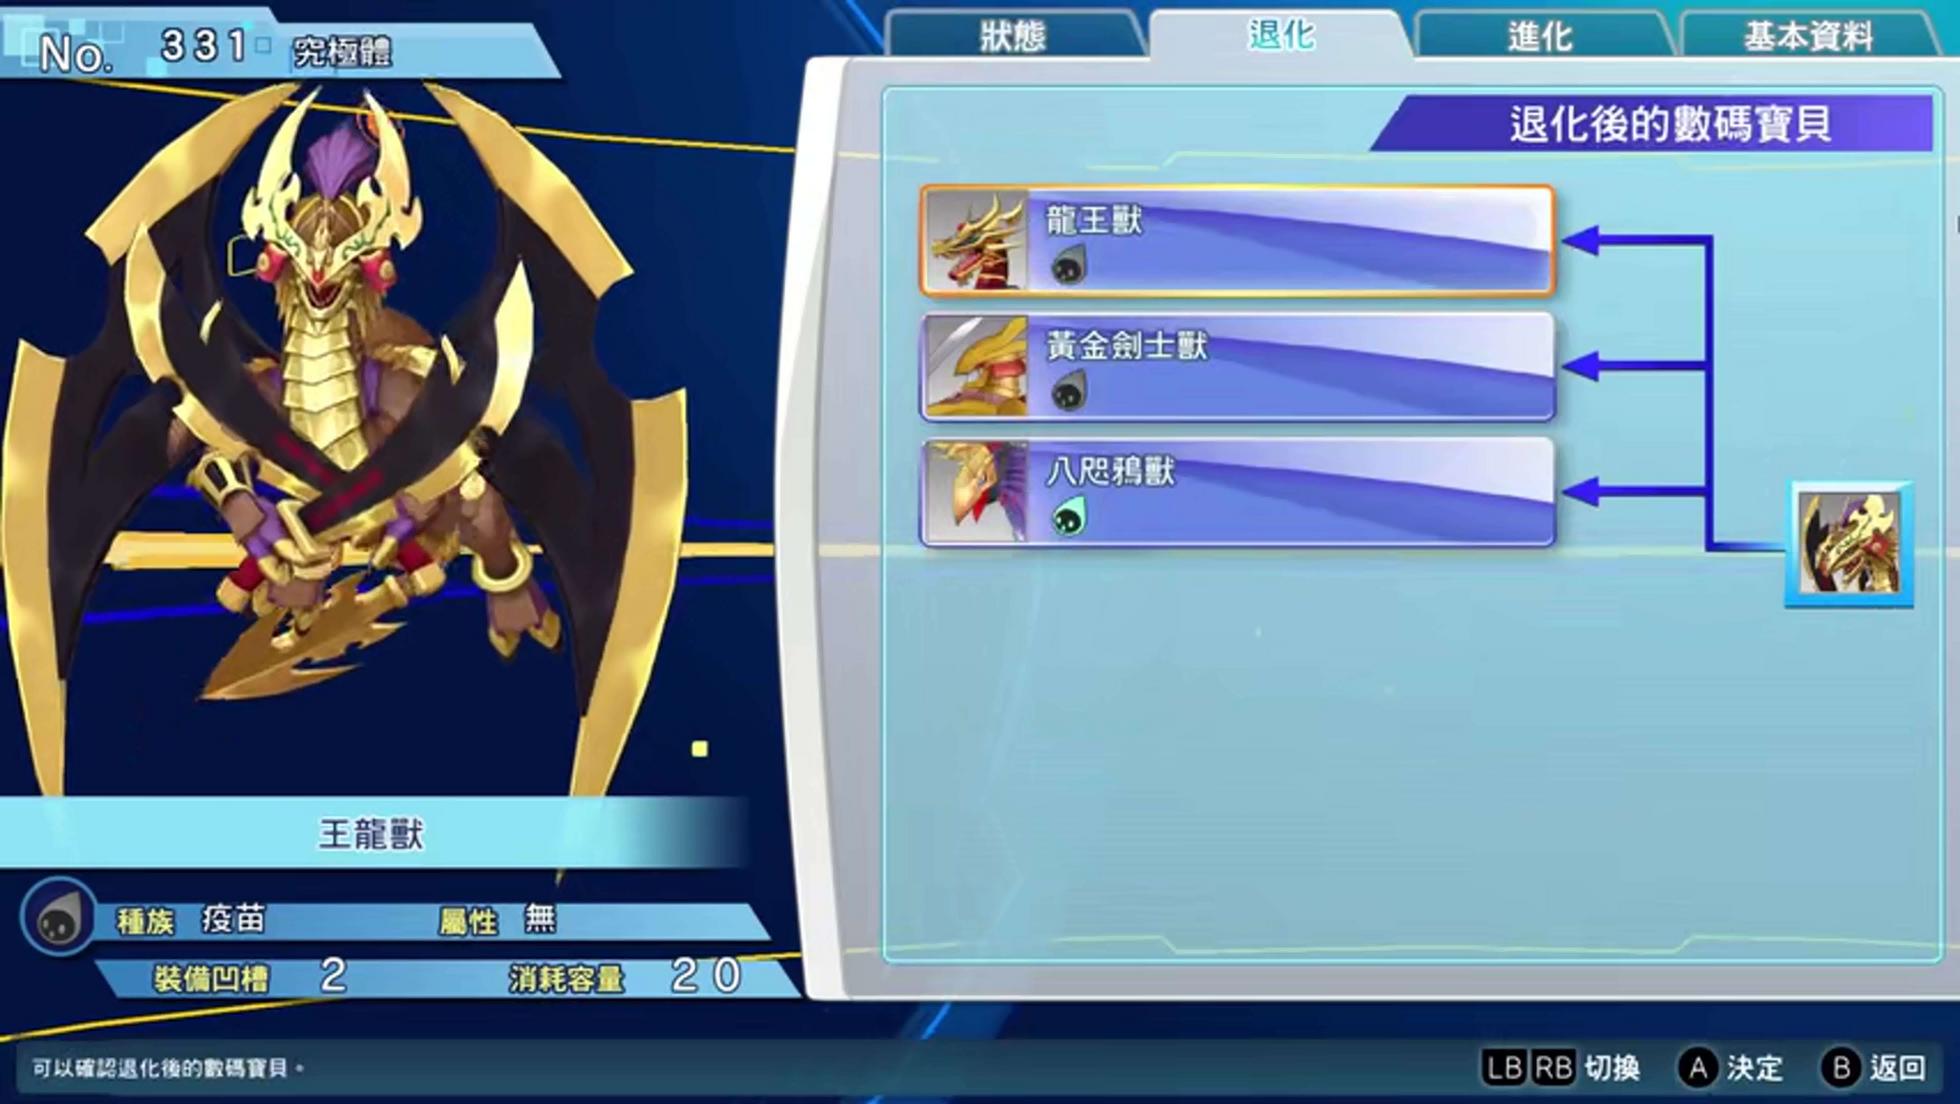 No. 331 究極體
狀態 退化 進化 基本資料
退化後的數碼寶貝
龍王獸
黃金劍士獸
八咫鴉獸
王龍獸
種族 疫苗 屬性 無
裝備凹槽 2 消耗容量 20
可以確認退化後的數碼寶貝。
LB RB 切換 A 決定 B 返回